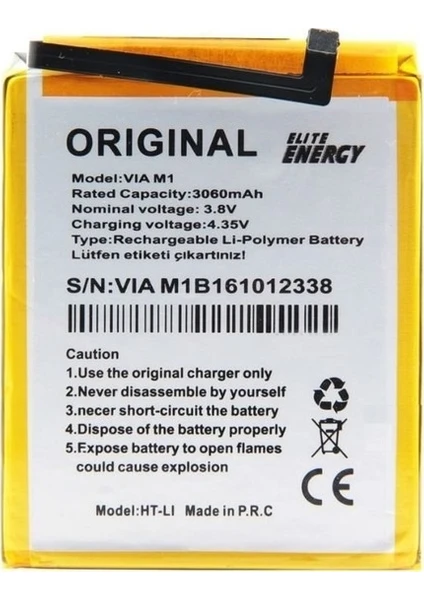 ORIGINAL
ELITE
ENERGY
Model:VIA M1
Rated Capacity:3060mAh
Nominal voltage: 3.8V
Charging voltage:4.35V
Type:Rechargeable Li-Polymer Battery
Lütfen etiketi çıkartiniz!
S/N:VIA M1B161012338
Caution
1.Use the original charger only
2.Never disassemble by yourself
3.necer short-circuit the battery
4.Dispose of the battery properly
5.Expose battery to open flames
could cause explosion
CE
Model:HT-LI Made in P.R.C